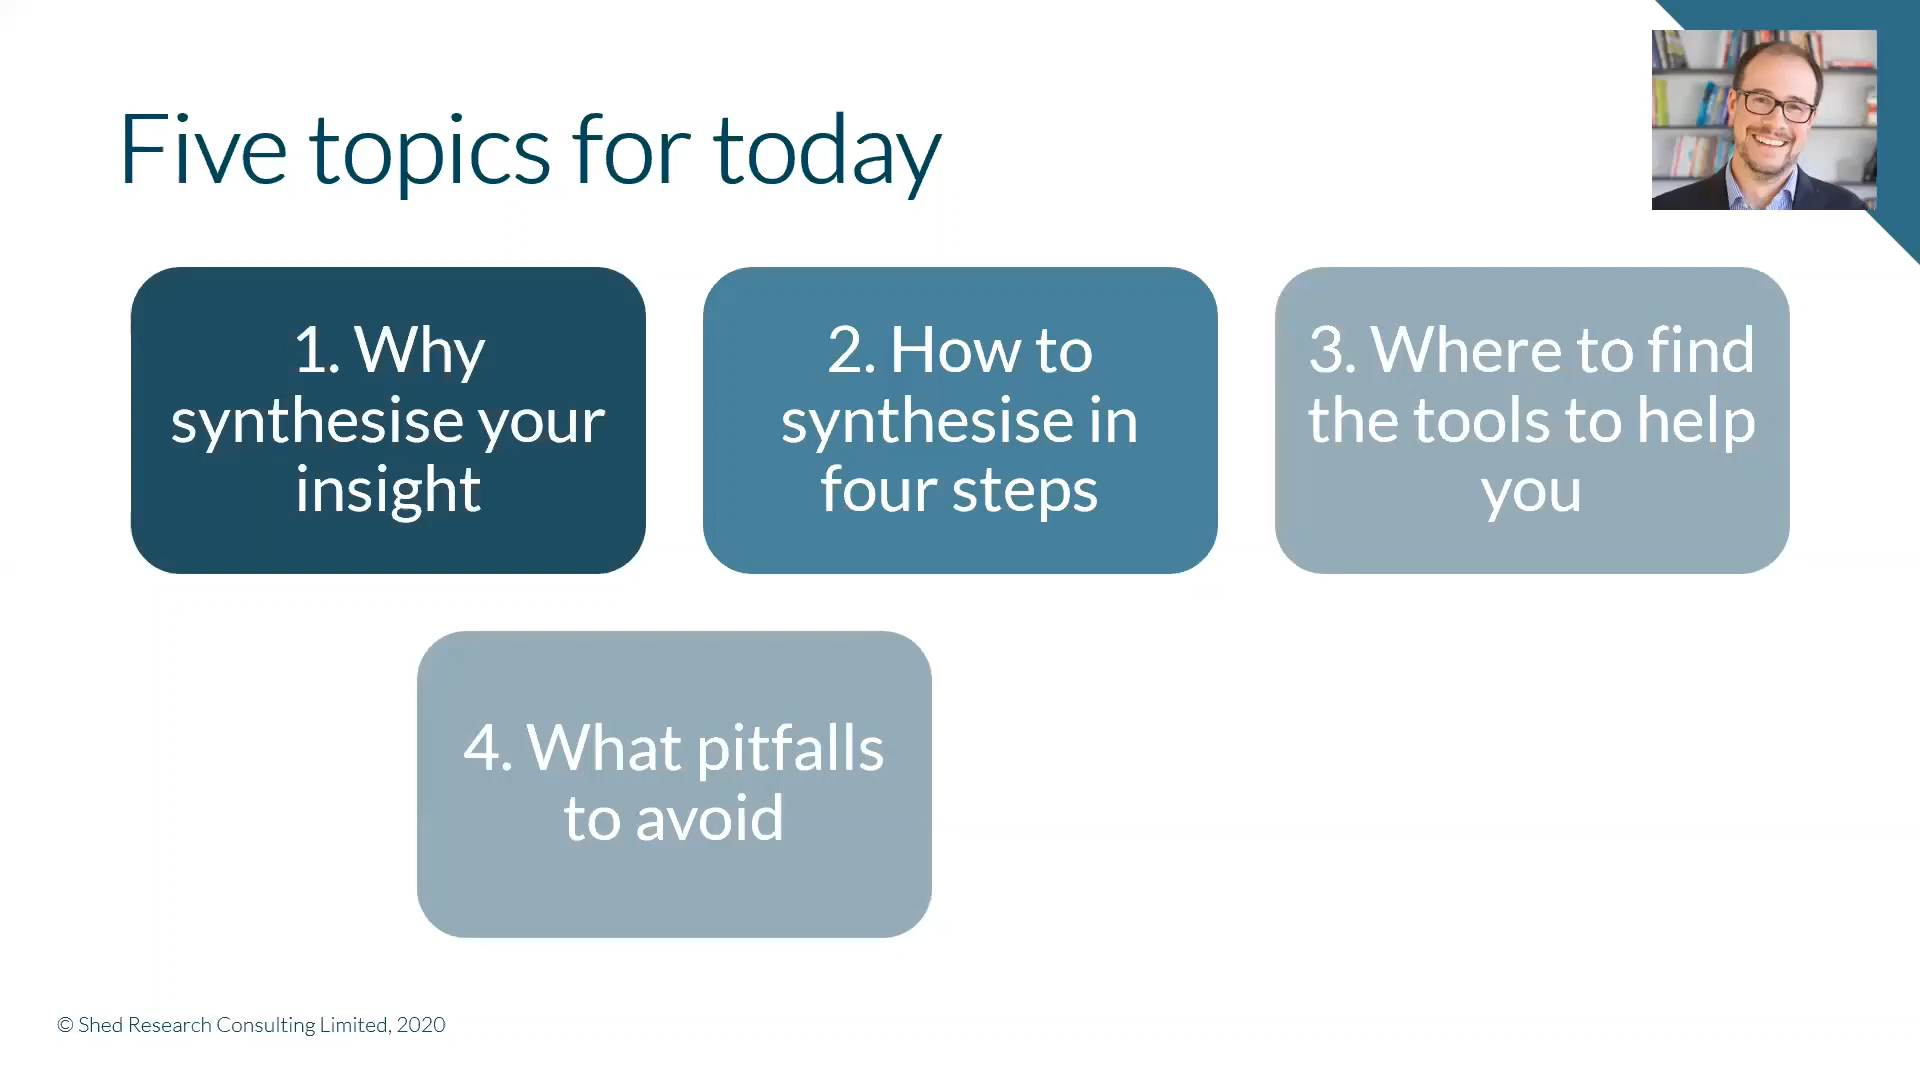 Five topics for today
1. Why
synthesise your
insight
2. How to
synthesise in
four steps
3. Where to find
the tools to help
you
4. What pitfalls
to avoid
© Shed Research Consulting Limited, 2020